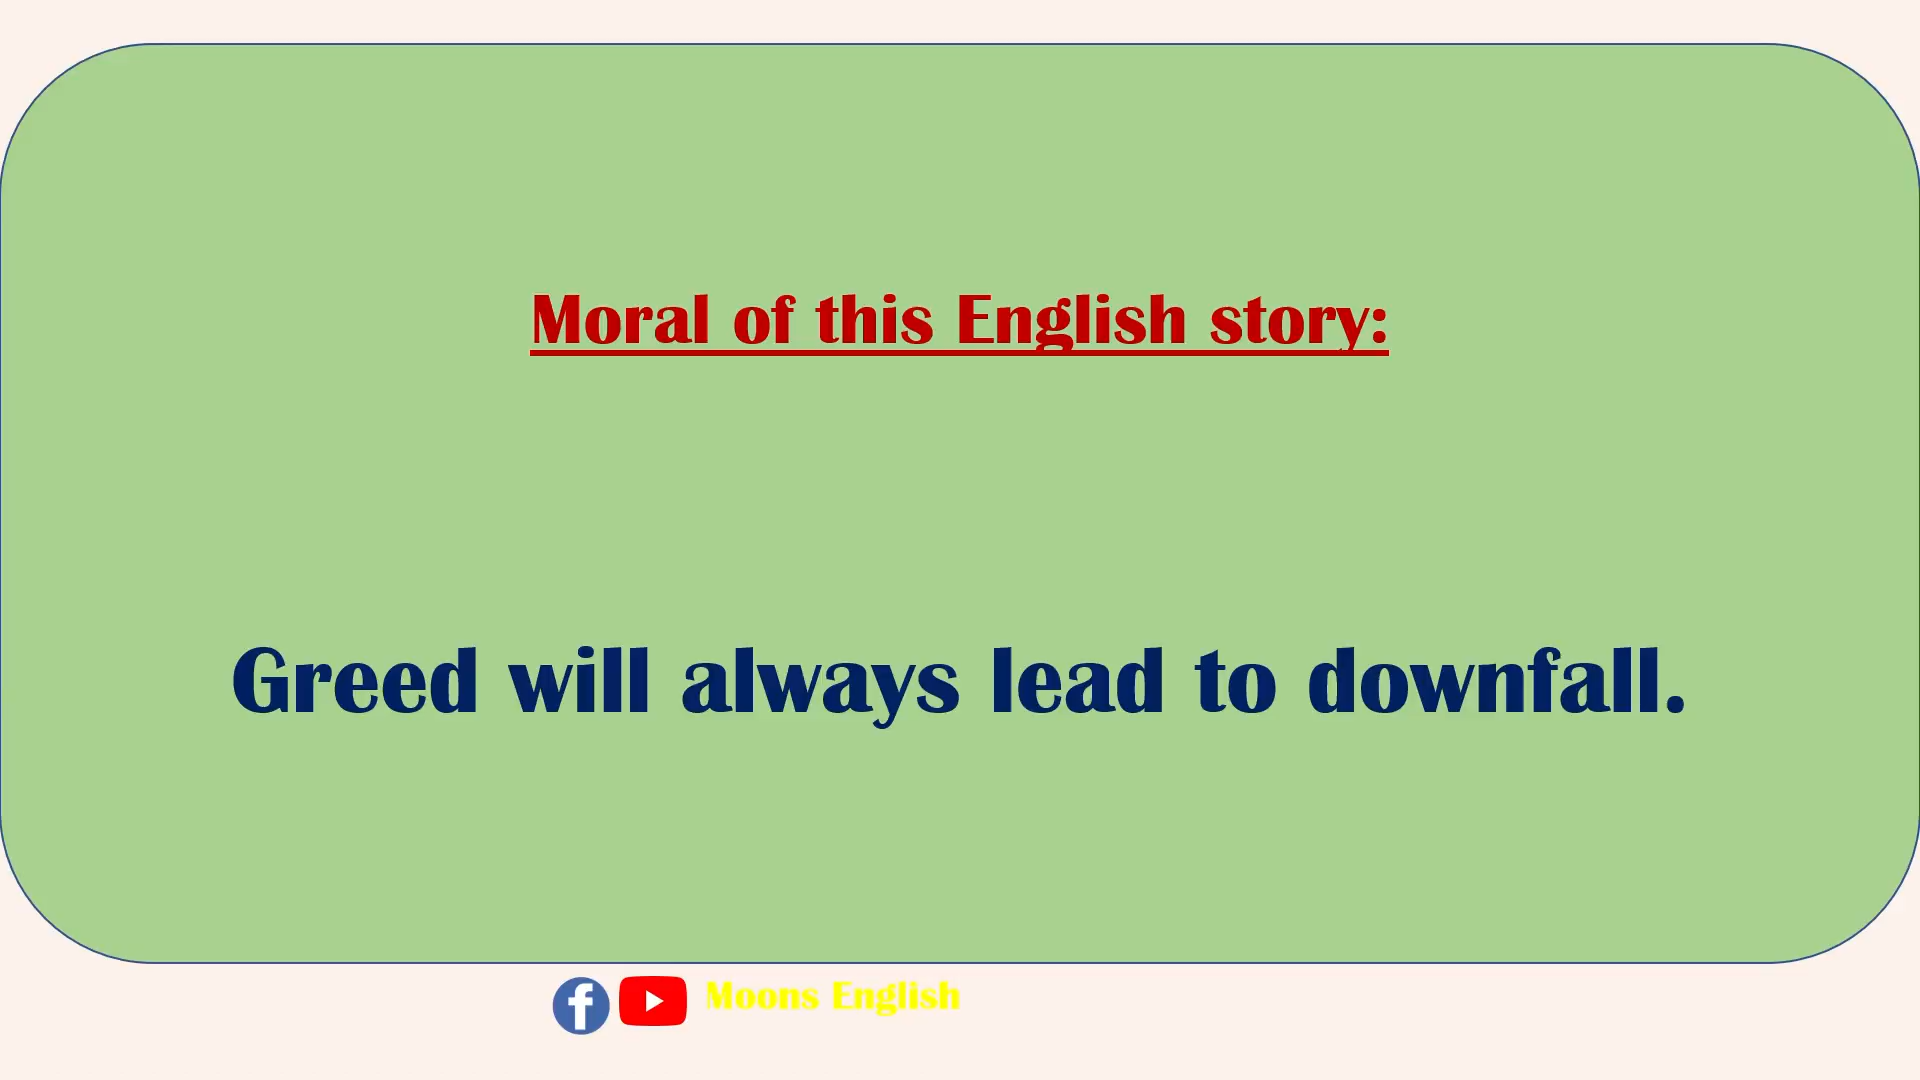 Moral of this English story:
Greed will always lead to downfall.
Moons English